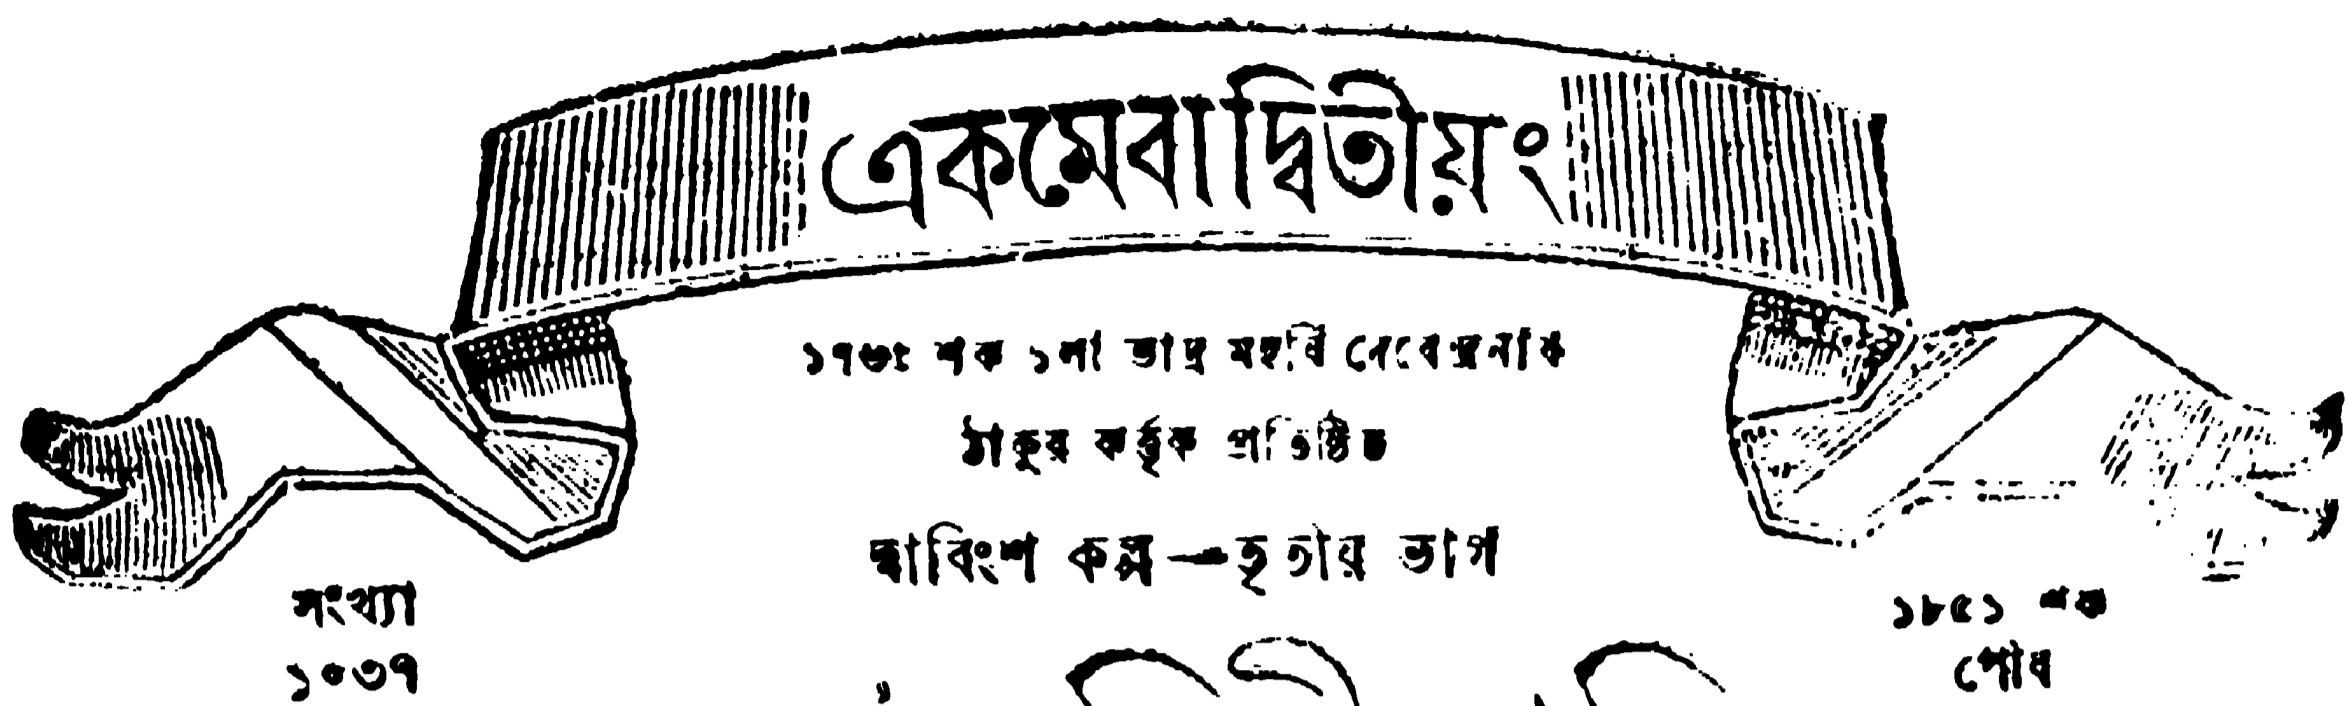 একমেবাদ্বিতীয়ং
১৭৬৫ শক ১লা ভাদ্র মহর্ষি দেবেন্দ্রনাথ
ঠাকুর কর্তৃক প্রতিষ্ঠিত
দ্বাবিংশ কল্প—তৃতীয় ভাগ
সংখ্যা
১০৩৭
১৮৫১ শক
পৌষ